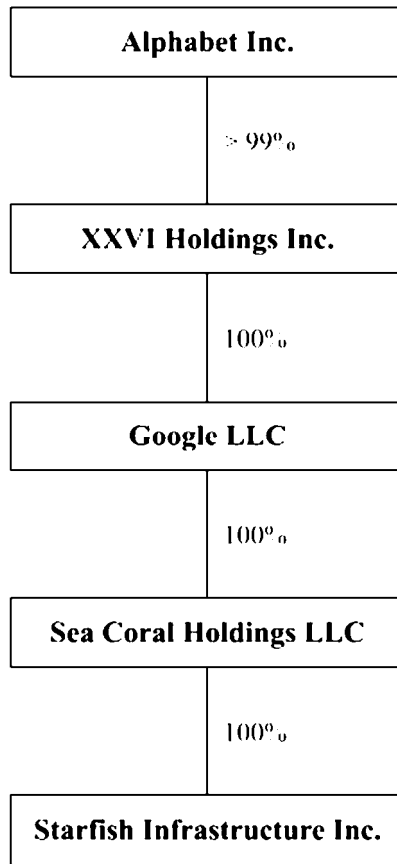 Alphabet Inc.
> 99%
XXVI Holdings Inc.
100%
Google LLC
100%
Sea Coral Holdings LLC
100%
Starfish Infrastructure Inc.